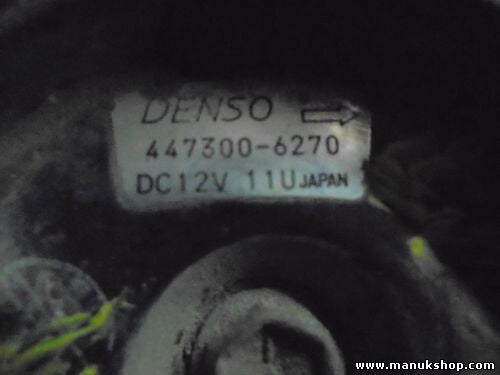 DENSO
447300-6270
DC12V 11U JAPAN
www.manukshop.com